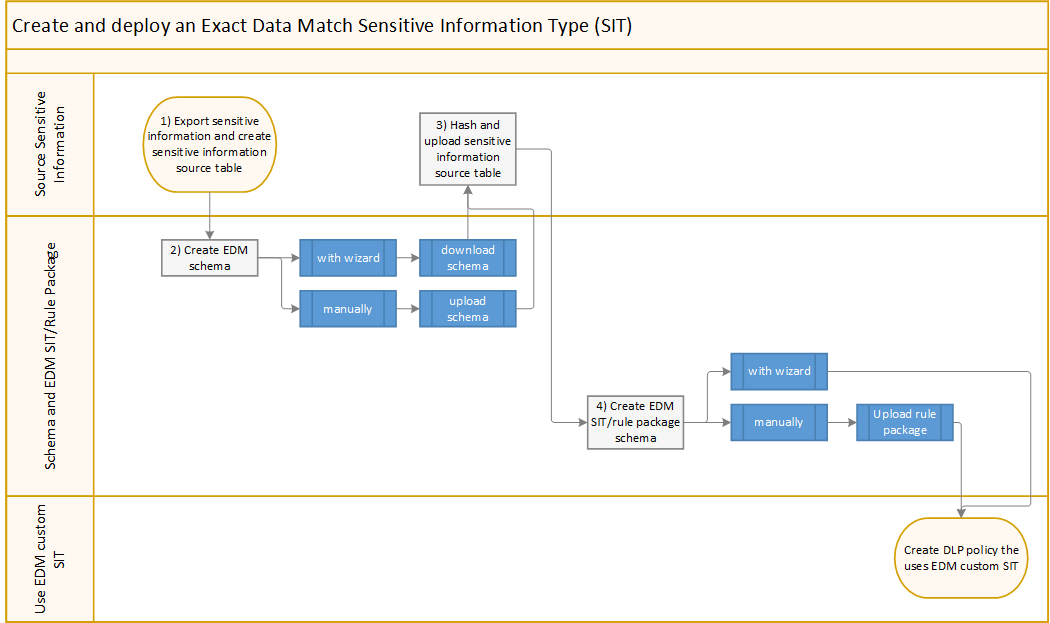 Create and deploy an Exact Data Match Sensitive Information Type (SIT)
Source Sensitive
Information
1) Export sensitive
information and create
sensitive information
source table
3) Hash and
upload sensitive
information
source table
Schema and EDM SIT/Rule Package
2) Create EDM
schema
with wizard
download
schema
manually
upload
schema
4) Create EDM
SIT/rule package
schema
with wizard
manually
Upload rule
package
Use EDM custom
SIT
Create DLP policy the
uses EDM custom SIT